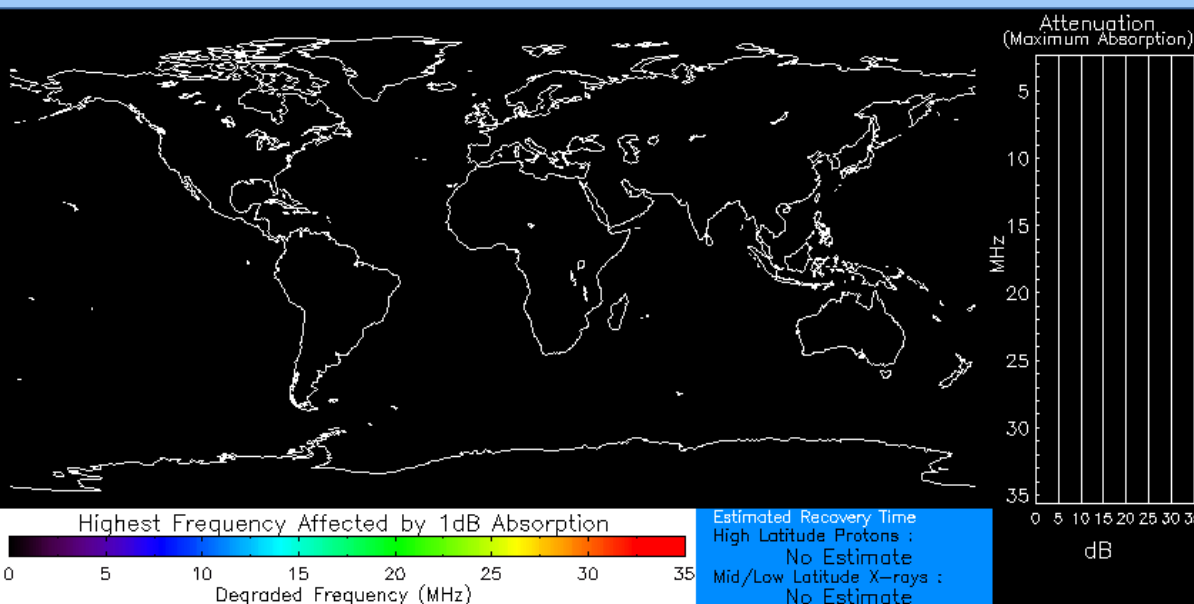 Attenuation
(Maximum Absorption)
5
10
15
20
25
30
35
MHz
0 5 10 15 20 25 30
dB
Highest Frequency Affected by 1dB Absorption
0 5 10 15 20 25 30 35
Degraded Frequency (MHz)
Estimated Recovery Time
High Latitude Protons :
No Estimate
Mid/Low Latitude X-rays :
No Estimate